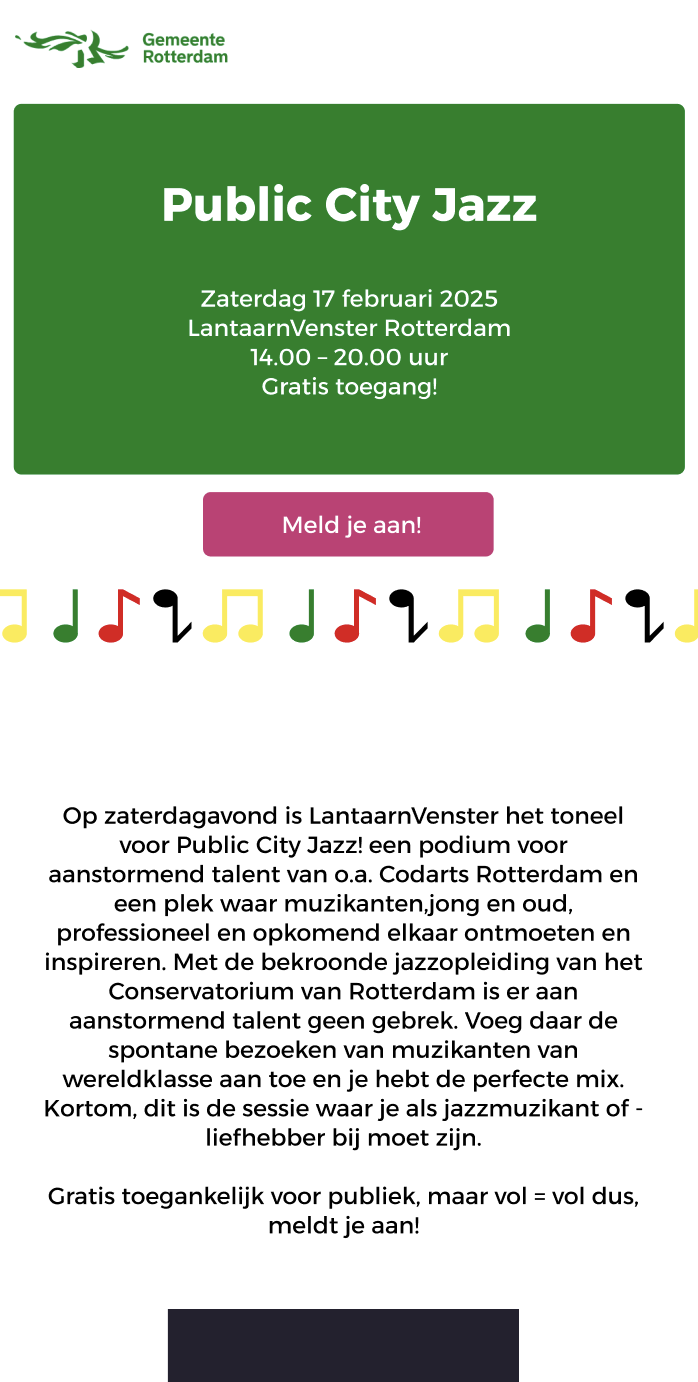 Gemeente
Rotterdam
Public City Jazz
Zaterdag 17 februari 2025
LantaarnVenster Rotterdam
14.00 – 20.00 uur
Gratis toegang!
Meld je aan!
Op zaterdagavond is LantaarnVenster het toneel
voor Public City Jazz! een podium voor
aanstormend talent van o.a. Codarts Rotterdam en
een plek waar muzikanten,jong en oud,
professioneel en opkomend elkaar ontmoeten en
inspireren. Met de bekroonde jazzopleiding van het
Conservatorium van Rotterdam is er aan
aanstormend talent geen gebrek. Voeg daar de
spontane bezoeken van muzikanten van
wereldklasse aan toe en je hebt de perfecte mix.
Kortom, dit is de sessie waar je als jazzmuzikant of -
liefhebber bij moet zijn.
Gratis toegankelijk voor publiek, maar vol = vol dus,
meldt je aan!